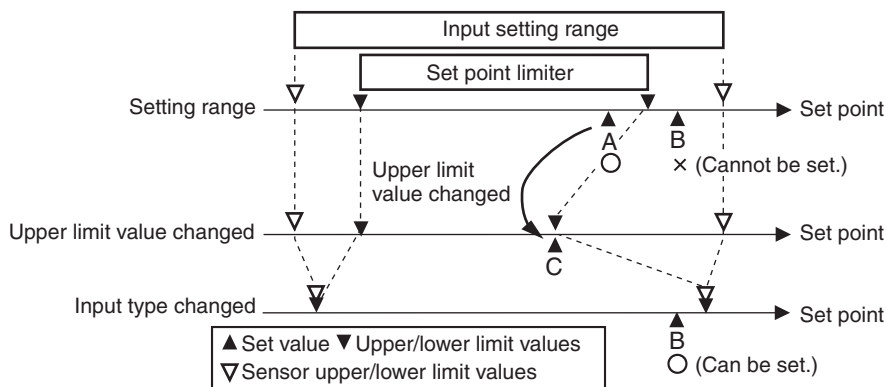 Input setting range
Set point limiter
Setting range
Set point
A
B
× (Cannot be set.)
Upper limit
value changed
Upper limit value changed
Set point
C
Input type changed
Set point
B
(Can be set.)
▲ Set value ▼ Upper/lower limit values
▽ Sensor upper/lower limit values